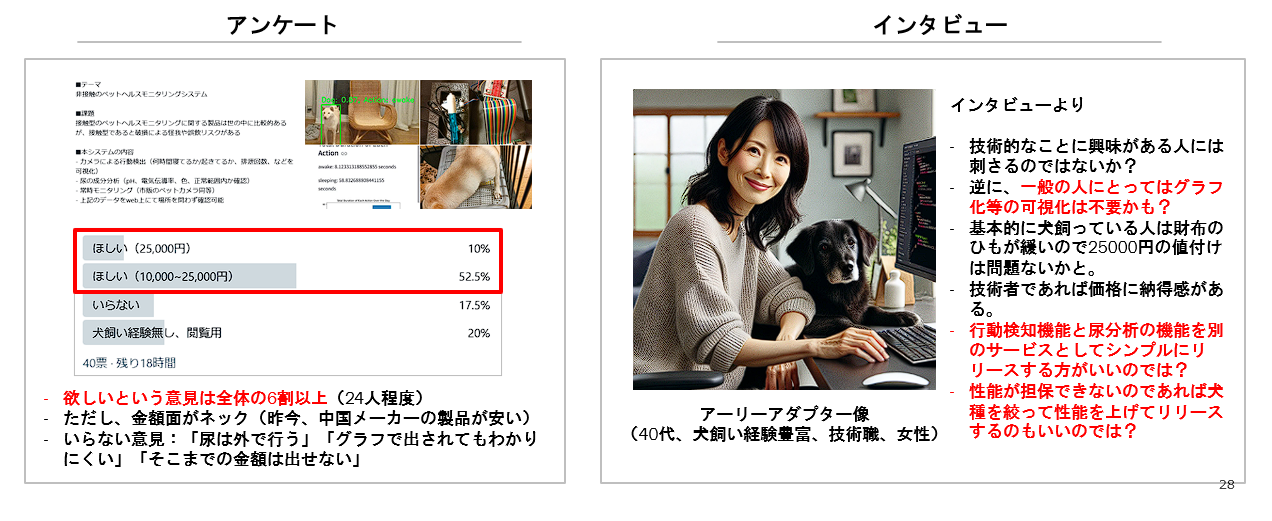 アンケート
■テーマ
非接触のペットヘルスモニタリングシステム
■課題
接触型のペットヘルスモニタリングに関する製品は世の中に比較的ある
が、接触型であると破損による怪我や誤飲リスクがある
■本システムの内容
- カメラによる行動検出（何時間寝てるか/起きてるか、排泄回数、などを
可視化）
- 尿の成分分析（pH、電気伝導率、色、正常範囲内か確認）
- 常時モニタリング（市販のペットカメラ同等）
- 上記のデータをweb上にて場所を問わず確認可能
Action
seconds
sleeping: 58.832688808441155
seconds
ほしい（25,000円） 10%
ほしい（10,000~25,000円） 52.5%
いらない 17.5%
犬飼い経験無し、閲覧用 20%
40票・残り18時間
- 欲しいという意見は全体の6割以上（24人程度）
- ただし、金額面がネック（昨今、中国メーカーの製品が安い）
- いらない意見：「尿は外で行う」「グラフで出されてもわかり
にくい」「そこまでの金額は出せない」
インタビュー
アーリーアダプター像
（40代、犬飼い経験豊富、技術職、女性）
インタビューより
- 技術的なことに興味がある人には
刺さるのではないか？
- 逆に、一般の人にとってはグラフ
化等の可視化は不要かも？
- 基本的に犬飼っている人は財布の
ひもが緩いので25000円の値付け
は問題ないかと。
- 技術者であれば価格に納得感があ
る。
- 行動検知機能と尿分析の機能を別
のサービスとしてシンプルにリ
リースする方がいいのでは？
- 性能が担保できないのであれば犬
種を絞って性能を上げてリリース
するのもいいのでは？
28